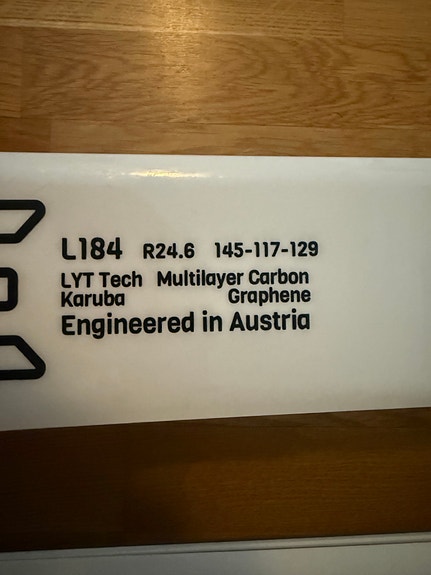 L184 R24.6 145-117-129
LYT Tech Multilayer Carbon
Karuba Graphene
Engineered in Austria